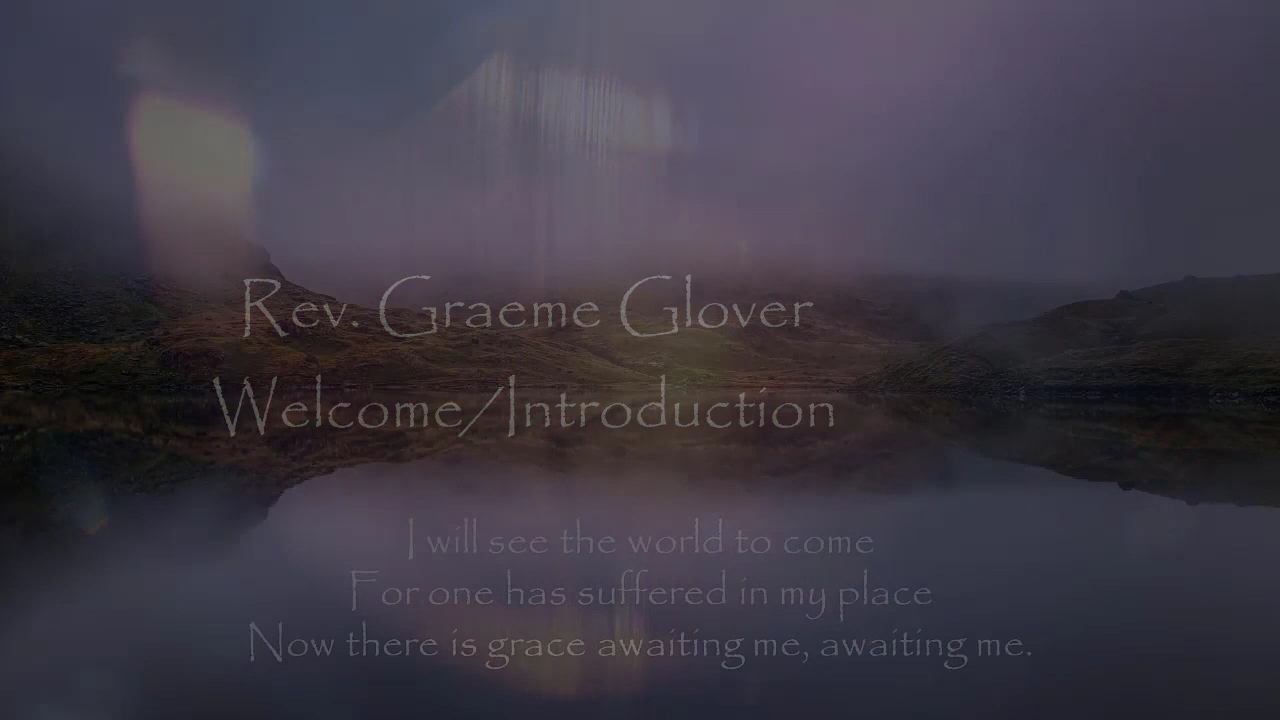 Rev. Graeme Glover
Welcome/Introduction
I will see the world to come
For one has suffered in my place
Now there is grace awaiting me, awaiting me.